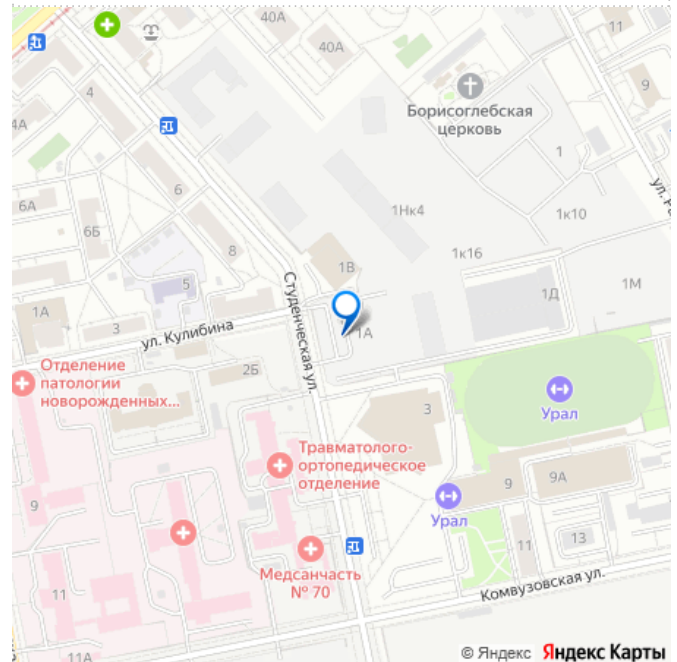 40А
40А
4
4А
9
Борисоглебская
церковь
1
6
6А
6Б
1Нк4
1к10
8
1В
1к16
5
Студенческая ул.
1Д
1М
1А
3
ул. Кулибина
1А
2Б
Отделение
патологии
новорожденных...
3
Урал
Травматолого-
ортопедическое
отделение
9
9А
9
Урал
11
13
Медсанчасть
№ 70
11
Комвузовская ул.
11А
© Яндекс Яндекс Карты